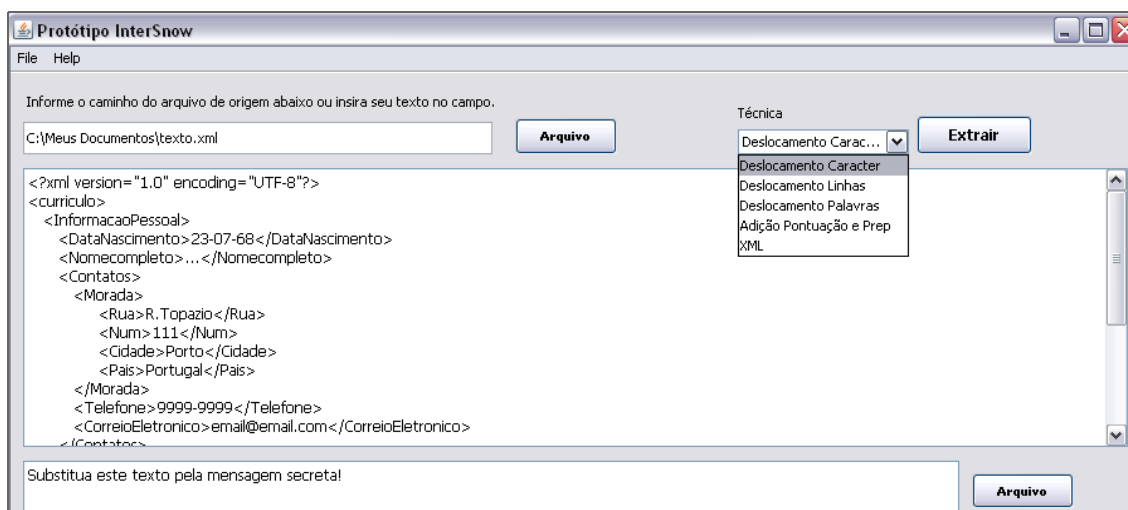 Protótipo InterSnow
File Help
Informe o caminho do arquivo de origem abaixo ou insira seu texto no campo.
C:\Meus Documentos\texto.xml
Arquivo
Técnica
Deslocamento Carac...
Extrair
Deslocamento Caracter
Deslocamento Linhas
Deslocamento Palavras
Adição Pontuação e Prep
XML
<?xml version="1.0" encoding="UTF-8"?>
<curriculo>
<InformacaoPessoal>
<DataNascimento>23-07-68</DataNascimento>
<Nomecompleto>...</Nomecompleto>
<Contatos>
<Morada>
<Rua>R.Topazio</Rua>
<Num>111</Num>
<Cidade>Porto</Cidade>
<Pais>Portugal</Pais>
</Morada>
<Telefone>9999-9999</Telefone>
<CorreioEletronico>email@email.com</CorreioEletronico>
</Contatos>
Substitua este texto pela mensagem secreta!
Arquivo